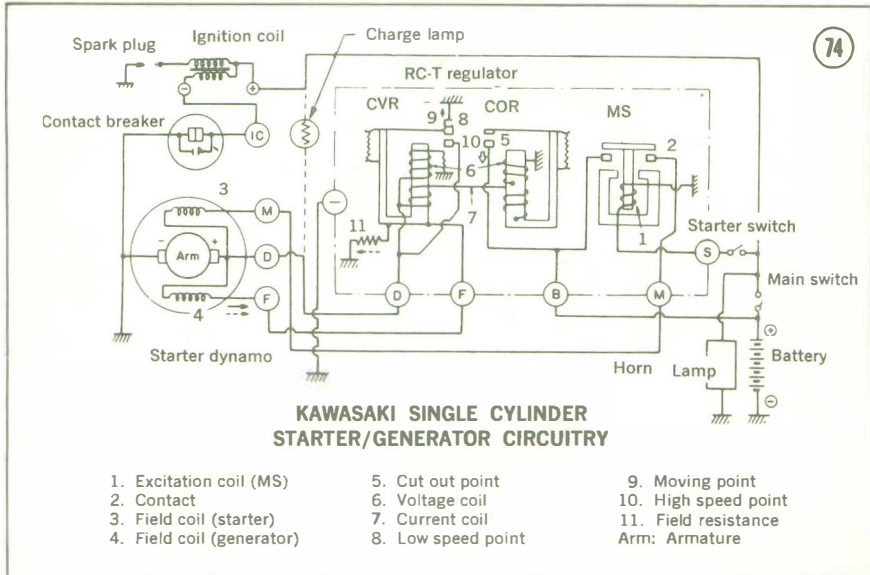 74
Spark plug
Ignition coil
Charge lamp
RC-T regulator
CVR
COR
MS
9
8
10
5
2
6
7
1
Contact breaker
IC
3
M
11
Starter switch
S
Arm
- +
D
Main switch
4
F
D
F
B
M
Starter dynamo
Horn
Lamp
Battery
KAWASAKI SINGLE CYLINDER
STARTER/GENERATOR CIRCUITRY
1. Excitation coil (MS)
2. Contact
3. Field coil (starter)
4. Field coil (generator)
5. Cut out point
6. Voltage coil
7. Current coil
8. Low speed point
9. Moving point
10. High speed point
11. Field resistance
Arm: Armature